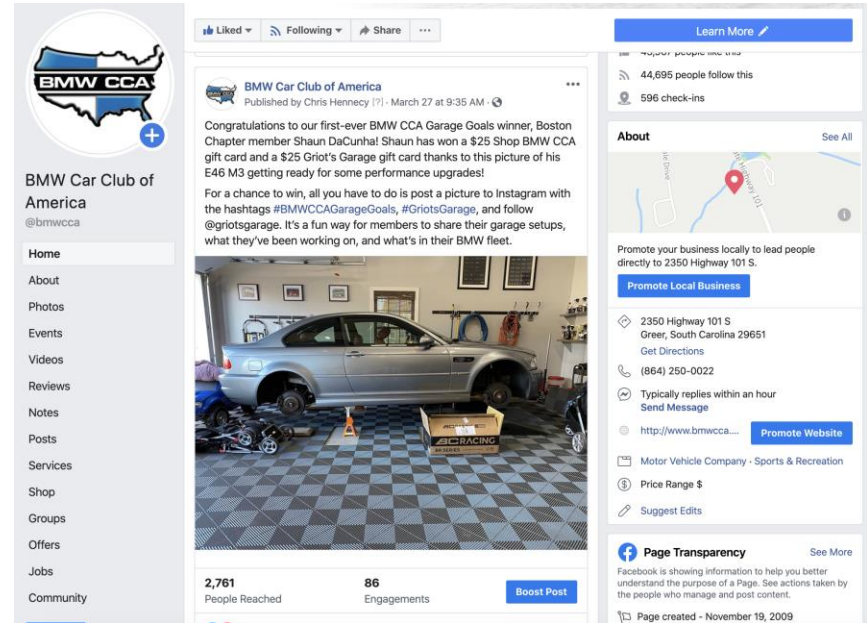 BMW CCA
BMW Car Club of
America
@bmwcca
Home
About
Photos
Events
Videos
Reviews
Notes
Posts
Services
Shop
Groups
Offers
Jobs
Community
Liked
Following
Share
BMW Car Club of America
Published by Chris Hennecy [?] · March 27 at 9:35 AM ·
Congratulations to our first-ever BMW CCA Garage Goals winner, Boston
Chapter member Shaun DaCunha! Shaun has won a $25 Shop BMW CCA
gift card and a $25 Griot's Garage gift card thanks to this picture of his
E46 M3 getting ready for some performance upgrades!
For a chance to win, all you have to do is post a picture to Instagram with
the hashtags #BMWCCAGarageGoals, #GriotsGarage, and follow
@griotsgarage. It's a fun way for members to share their garage setups,
what they've been working on, and what's in their BMW fleet.
BC RACING
BR SERIES
2,761
People Reached
86
Engagements
Boost Post
Learn More
people like this
44,695 people follow this
596 check-ins
About
See All
Highway 101
Promote your business locally to lead people
directly to 2350 Highway 101 S.
Promote Local Business
2350 Highway 101 S
Greer, South Carolina 29651
Get Directions
(864) 250-0022
Typically replies within an hour
Send Message
http://www.bmwcca....
Promote Website
Motor Vehicle Company · Sports & Recreation
Price Range $
Suggest Edits
Page Transparency
See More
Facebook is showing information to help you better
understand the purpose of a Page. See actions taken by
the people who manage and post content.
Page created - November 19, 2009